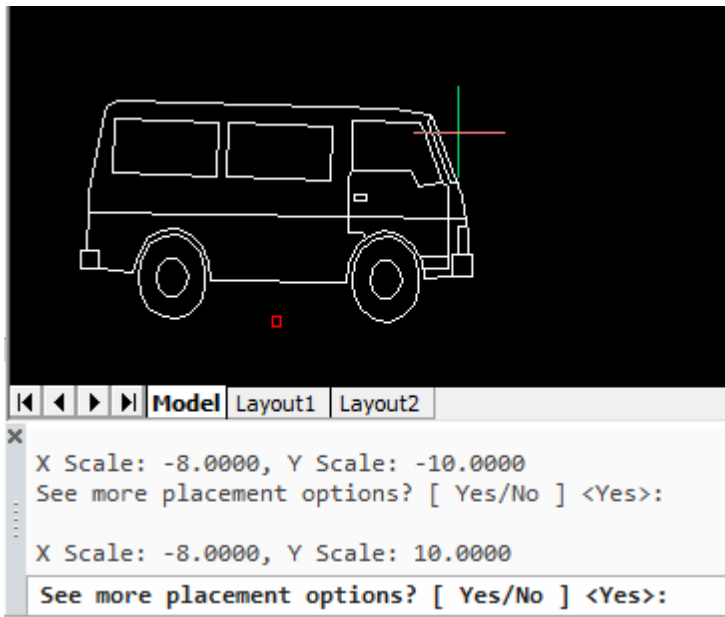 Model Layout1 Layout2
X Scale: -8.0000, Y Scale: -10.0000
See more placement options? [ Yes/No ] <Yes>:
X Scale: -8.0000, Y Scale: 10.0000
See more placement options? [ Yes/No ] <Yes>: